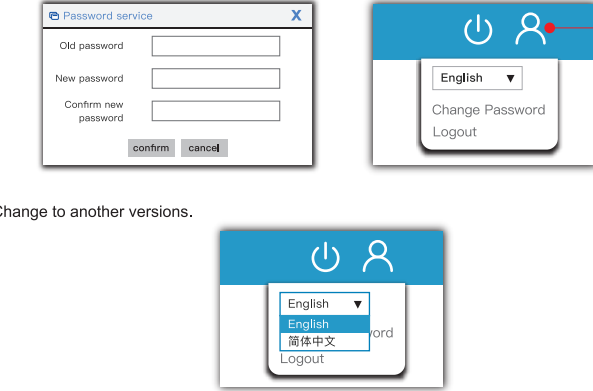 Password service X
Old password
New password
Confirm new
password
confirm cancel
English ▼
Change Password
Logout
Change to another versions.
English ▼
English
简体中文
word
Logout